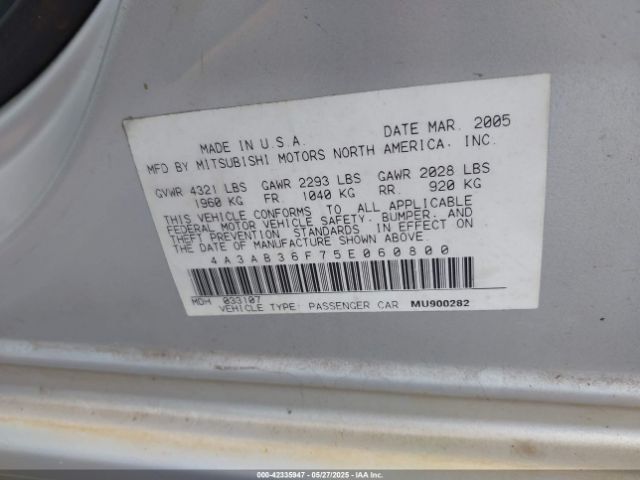 MADE IN U.S.A. DATE MAR. 2005
MFD BY MITSUBISHI MOTORS NORTH AMERICA, INC.
GVWR 4321 LBS GAWR 2293 LBS GAWR 2028 LBS
1960 KG FR. 1040 KG RR. 920 KG
THIS VEHICLE CONFORMS TO ALL APPLICABLE
FEDERAL MOTOR VEHICLE SAFETY, BUMPER, AND
THEFT PREVENTION STANDARDS IN EFFECT ON
THE DATE OF MANUFACTURE SHOWN ABOVE.
4A3AB36F75E060800
MDH 033107
VEHICLE TYPE: PASSENGER CAR MU900282
000-42335947 - 05/27/2025 - IAA Inc.